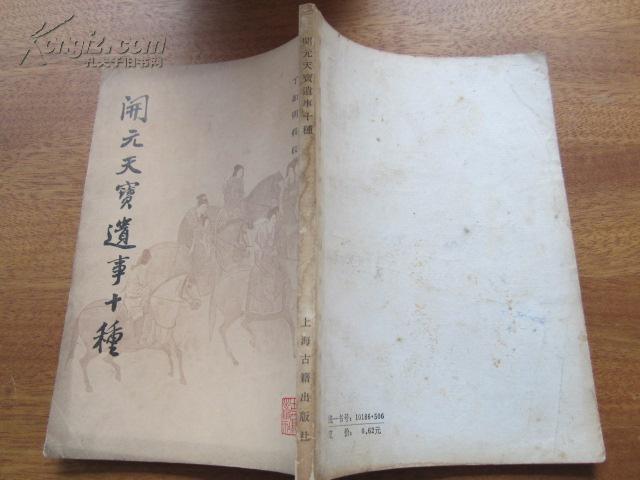 Kongfz.com
孔夫子旧书网
開元天寶遺事十種
開元天寶遺事十種
上海古籍出版社
统一书号：10186·506
定 价： 0.62元